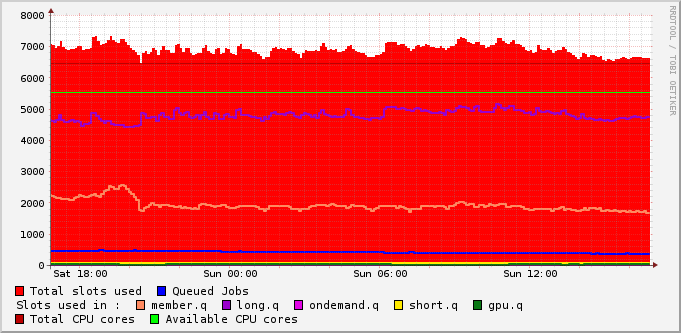 8000
7000
6000
5000
4000
3000
2000
1000
0
Sat 18:00 Sun 00:00 Sun 06:00 Sun 12:00
Total slots used Queued Jobs
Slots used in : member.q long.q ondemand.q short.q gpu.q
Total CPU cores Available CPU cores
RRDTOOL / TOBI OETIKER